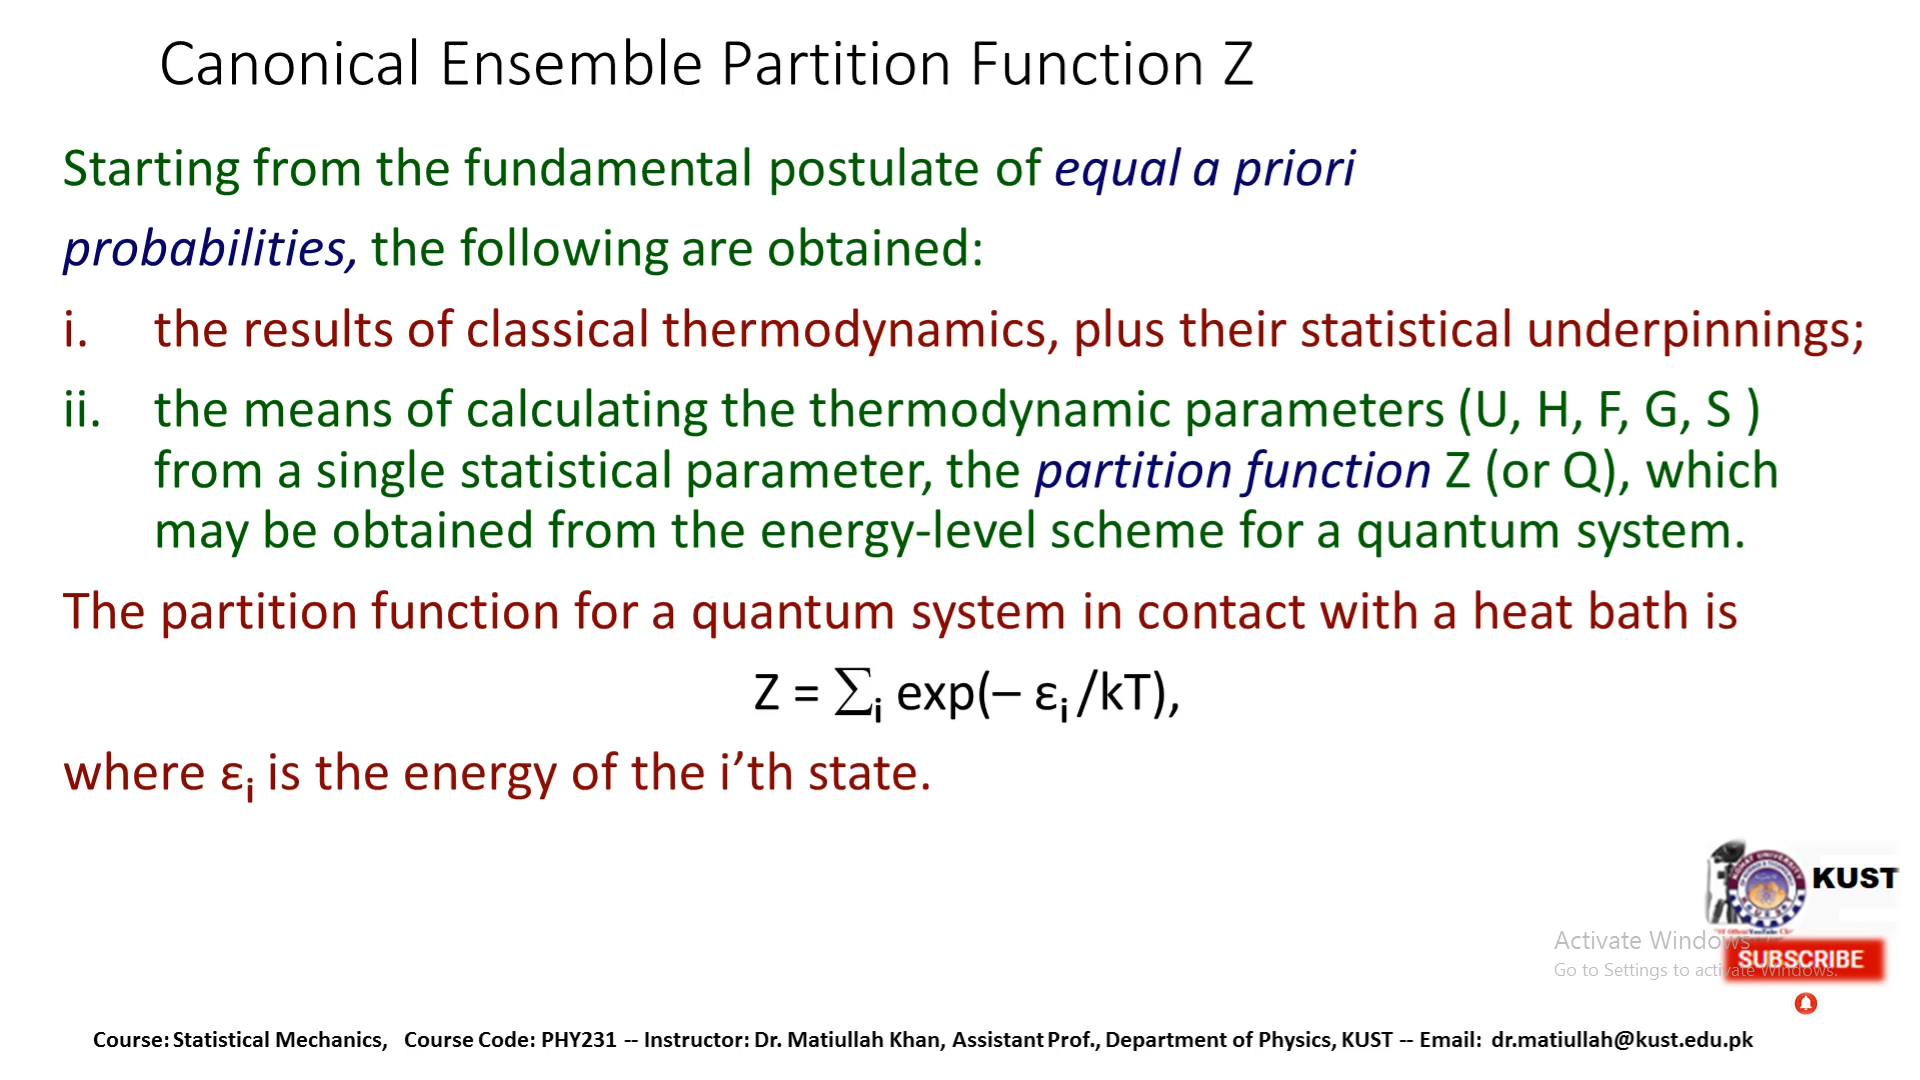 Canonical Ensemble Partition Function Z
Starting from the fundamental postulate of equal a priori
probabilities, the following are obtained:
i. the results of classical thermodynamics, plus their statistical underpinnings;
ii. the means of calculating the thermodynamic parameters (U, H, F, G, S )
from a single statistical parameter, the partition function Z (or Q), which
may be obtained from the energy-level scheme for a quantum system.
The partition function for a quantum system in contact with a heat bath is
Z = ∑i exp(– εi /kT),
where εi is the energy of the i’th state.
KUST
Activate Windows
SUBSCRIBE
Go to Settings to activate Windows.
Course: Statistical Mechanics, Course Code: PHY231 -- Instructor: Dr. Matiullah Khan, Assistant Prof., Department of Physics, KUST -- Email: dr.matiullah@kust.edu.pk